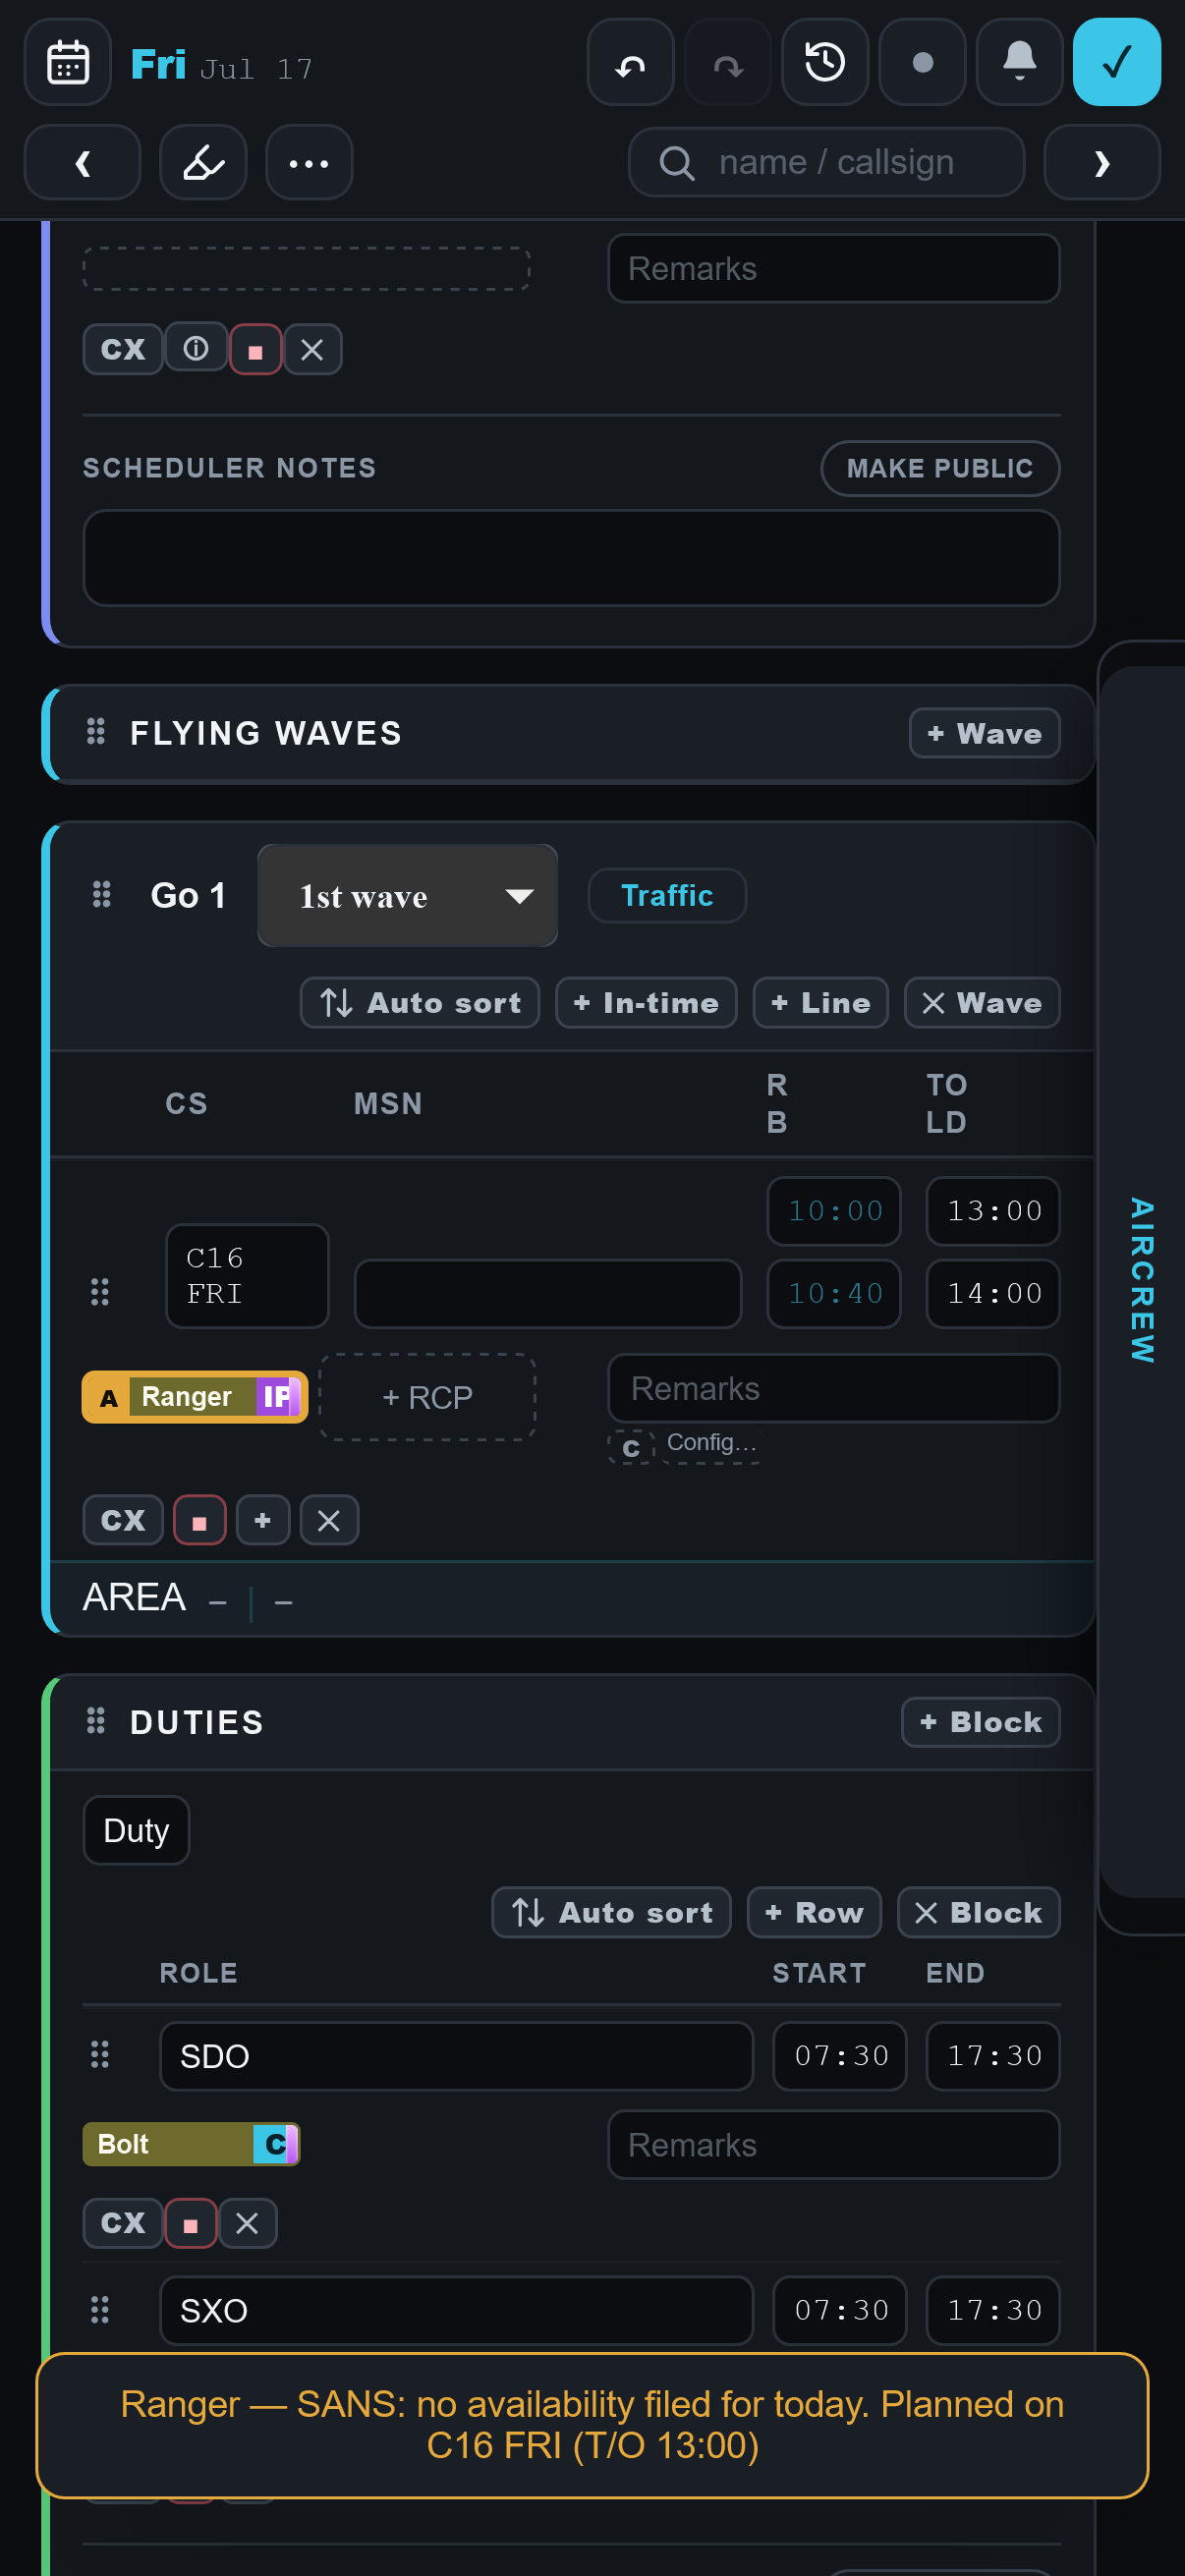 Fri Jul 17
name / callsign
Remarks
CX
SCHEDULER NOTES
MAKE PUBLIC
FLYING WAVES
+ Wave
Go 1
1st wave
Traffic
Auto sort
+ In-time
+ Line
× Wave
CS
MSN
R
B
TO
LD
10:00
13:00
C16
FRI
10:40
14:00
A Ranger IP
+ RCP
Remarks
C Config...
CX
+
AREA – | –
AIRCREW
DUTIES
+ Block
Duty
Auto sort
+ Row
× Block
ROLE
START
END
SDO
07:30
17:30
Bolt C
Remarks
CX
SXO
07:30
17:30
Ranger — SANS: no availability filed for today. Planned on
C16 FRI (T/O 13:00)